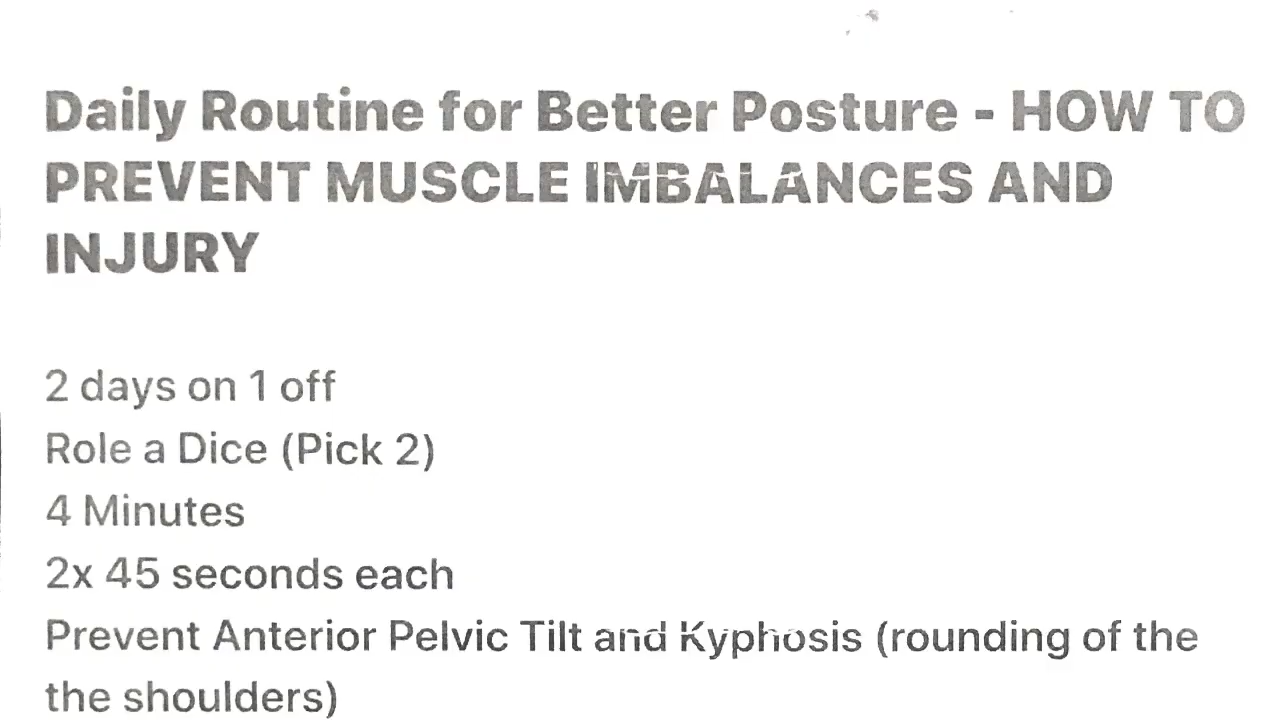 Daily Routine for Better Posture - HOW TO
PREVENT MUSCLE IMBALANCES AND
INJURY
2 days on 1 off
Role a Dice (Pick 2)
4 Minutes
2x 45 seconds each
Prevent Anterior Pelvic Tilt and Kyphosis (rounding of the
the shoulders)